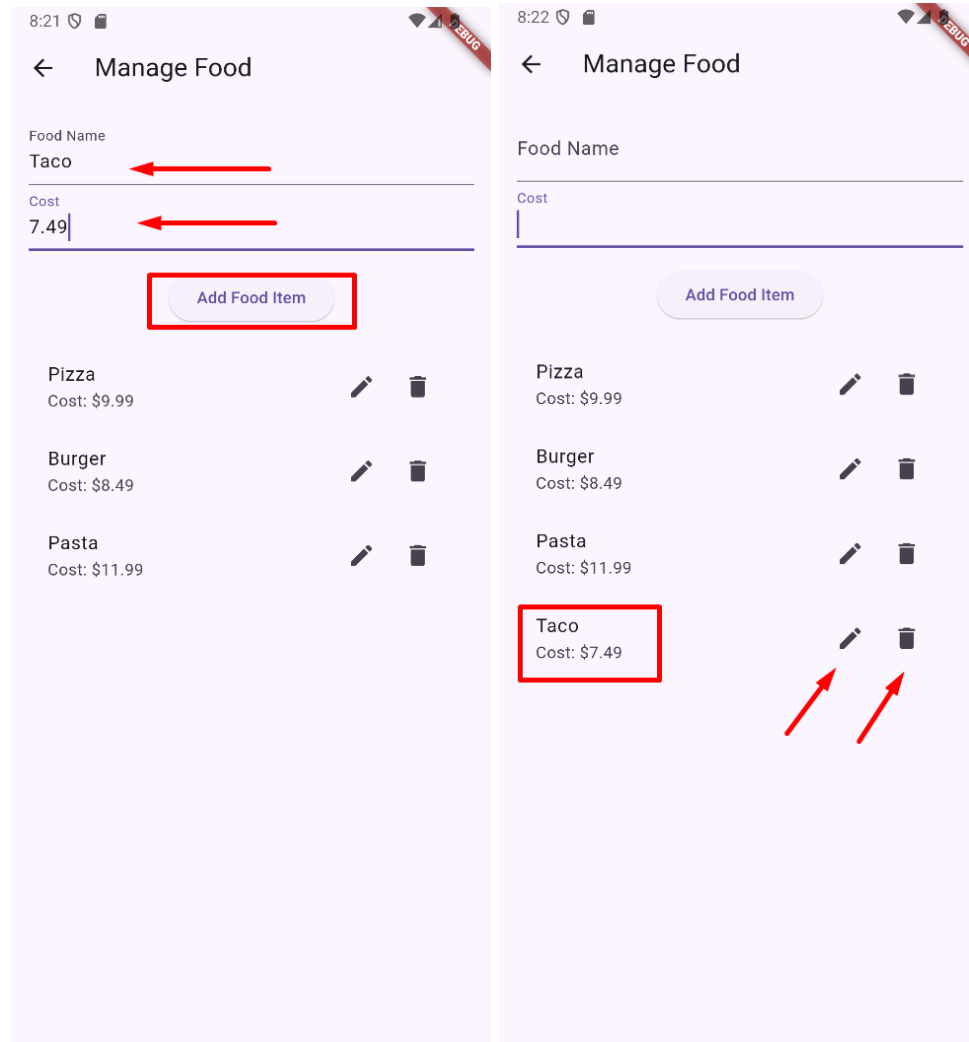 8:21
DEBUG
Manage Food
Food Name
Taco
Cost
7.49
Add Food Item
Pizza
Cost: $9.99
Burger
Cost: $8.49
Pasta
Cost: $11.99
8:22
DEBUG
Manage Food
Food Name
Cost
Add Food Item
Pizza
Cost: $9.99
Burger
Cost: $8.49
Pasta
Cost: $11.99
Taco
Cost: $7.49